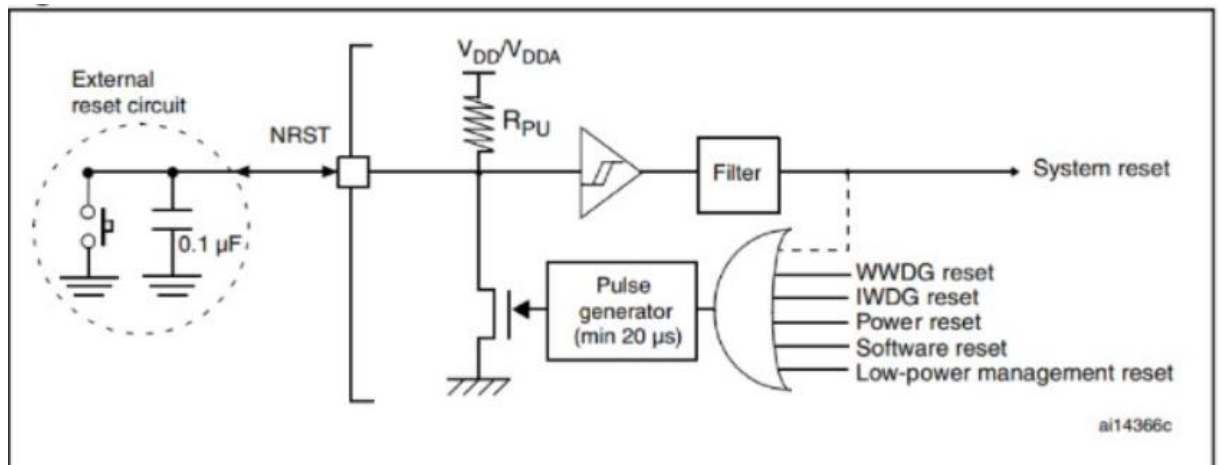 External
reset circuit
NRST
0.1 µF
VDD/VDDA
RPU
Filter
System reset
Pulse
generator
(min 20 µs)
WWDG reset
IWDG reset
Power reset
Software reset
Low-power management reset
ai14366c